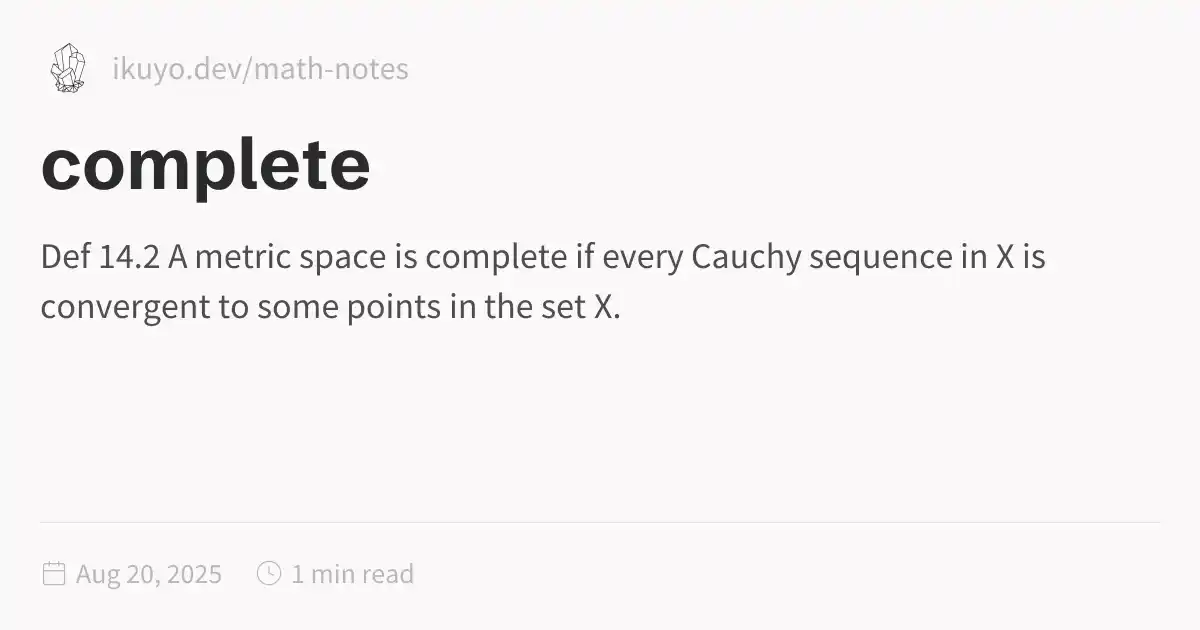 ikuyo.dev/math-notes
complete
Def 14.2 A metric space is complete if every Cauchy sequence in X is
convergent to some points in the set X.
Aug 20, 2025 1 min read